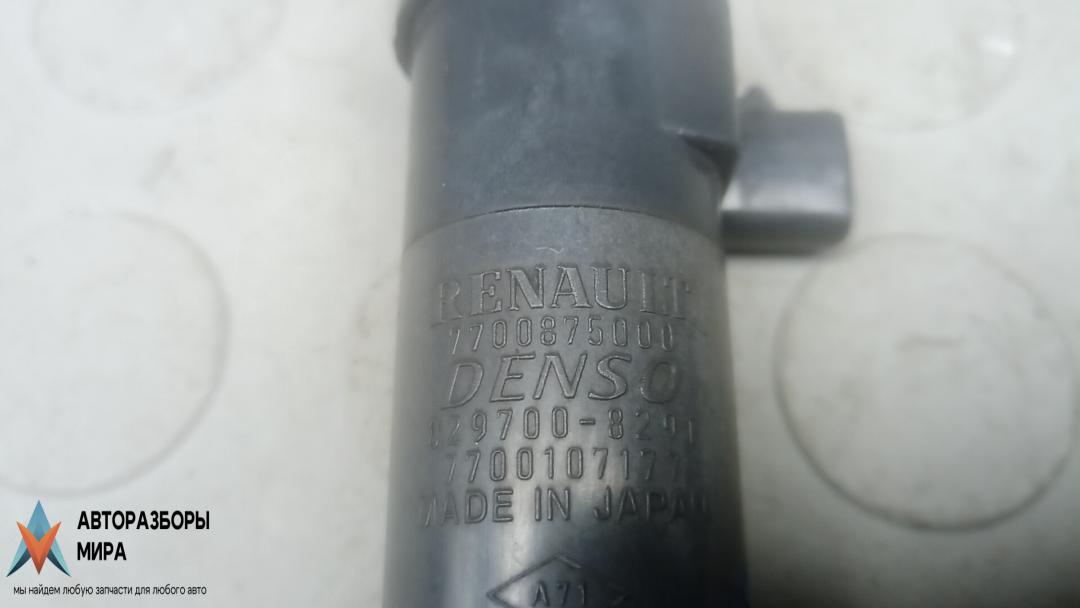 RENAULT
7700875000
DENSO
029700-8291
7700107177
MADE IN JAPAN
A71
АВТОРАЗБОРЫ
МИРА
мы найдем любую запчасти для любого авто